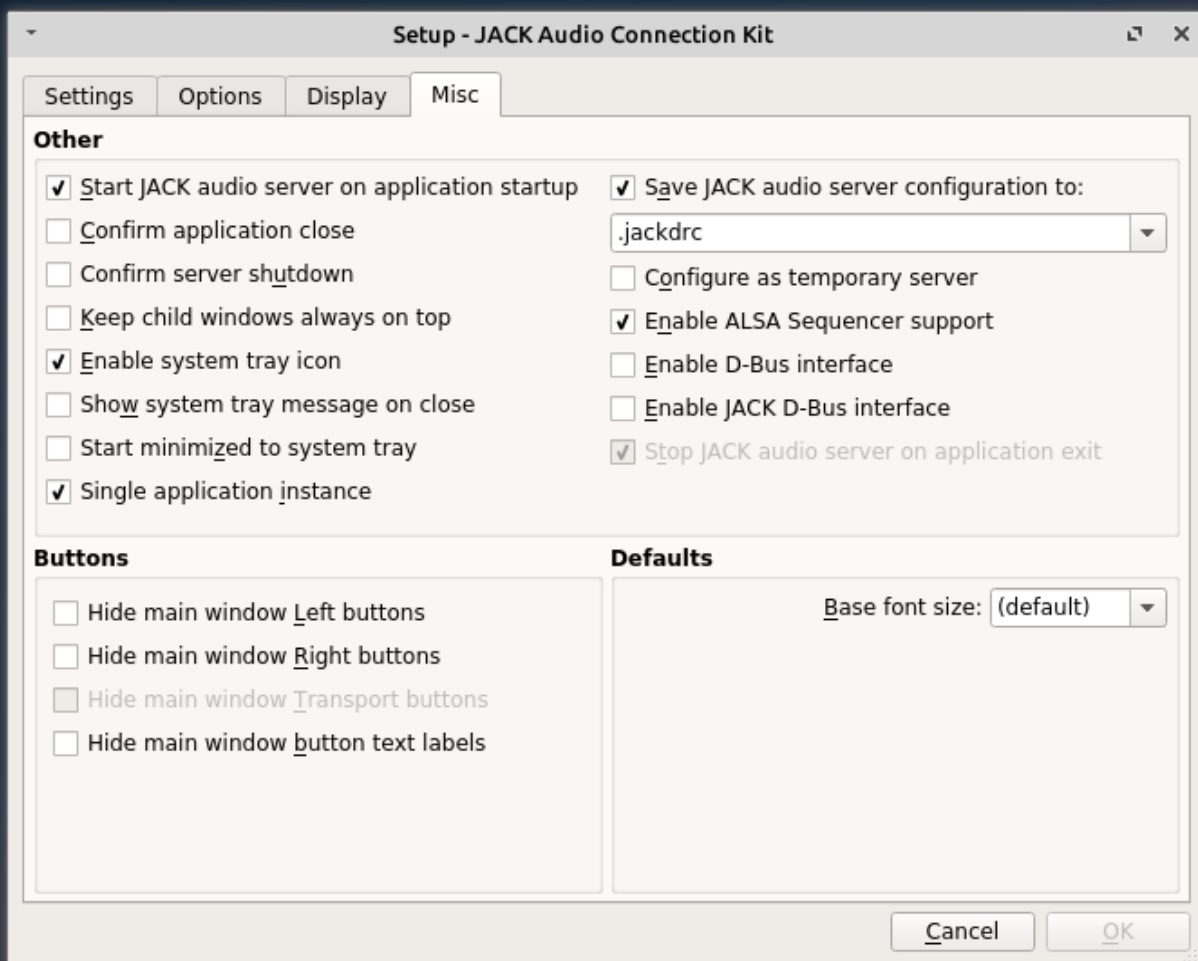 Setup - JACK Audio Connection Kit
Settings
Options
Display
Misc
Other
Start JACK audio server on application startup
Confirm application close
Confirm server shutdown
Keep child windows always on top
Enable system tray icon
Show system tray message on close
Start minimized to system tray
Single application instance
Save JACK audio server configuration to:
.jackdrc
Configure as temporary server
Enable ALSA Sequencer support
Enable D-Bus interface
Enable JACK D-Bus interface
Stop JACK audio server on application exit
Buttons
Hide main window Left buttons
Hide main window Right buttons
Hide main window Transport buttons
Hide main window button text labels
Defaults
Base font size: (default)
Cancel
OK